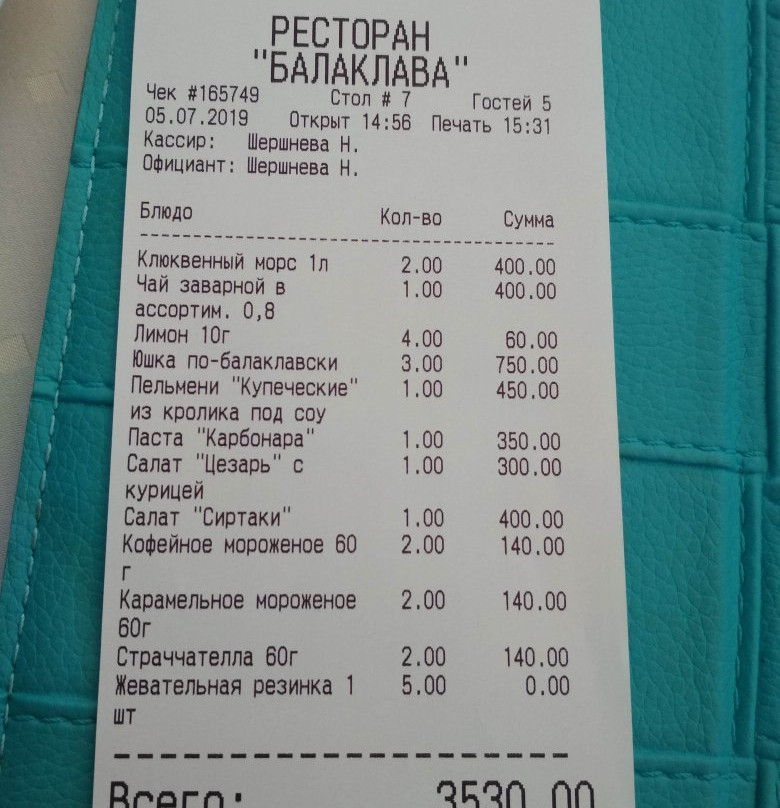 РЕСТОРАН
"БАЛАКЛАВА"
Чек #165749 Стол # 7 Гостей 5
05.07.2019 Открыт 14:56 Печать 15:31
Кассир: Шершнева Н.
Официант: Шершнева Н.
Блюдо Кол-во Сумма
Клюквенный морс 1л 2.00 400.00
Чай заварной в 1.00 400.00
ассортим. 0,8
Лимон 10г 4.00 60.00
Юшка по-балаклавски 3.00 750.00
Пельмени "Купеческие" 1.00 450.00
из кролика под соу
Паста "Карбонара" 1.00 350.00
Салат "Цезарь" с 1.00 300.00
курицей
Салат "Сиртаки" 1.00 400.00
Кофейное мороженое 60 2.00 140.00
г
Карамельное мороженое 2.00 140.00
60г
Страччателла 60г 2.00 140.00
Жевательная резинка 1 5.00 0.00
шт
Всего: 3530.00